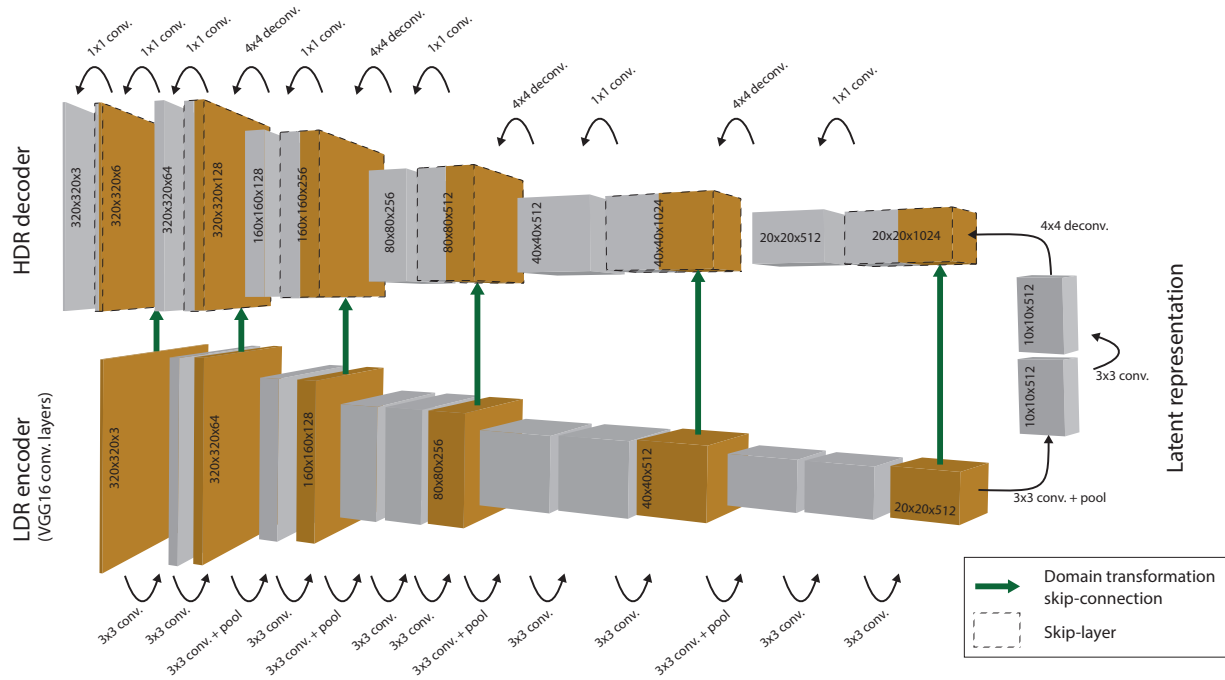 1x1 conv.
1x1 conv.
1x1 conv.
4x4 deconv.
1x1 conv.
4x4 deconv.
1x1 conv.
4x4 deconv.
1x1 conv.
4x4 deconv.
1x1 conv.
HDR decoder
320x320x3
320x320x6
320x320x64
320x320x128
160x160x128
160x160x256
80x80x256
80x80x512
40x40x512
40x40x1024
20x20x512
20x20x1024
4x4 deconv.
10x10x512
3x3 conv.
10x10x512
Latent representation
3x3 conv. + pool
LDR encoder
(VGG16 conv. layers)
320x320x3
320x320x64
160x160x128
80x80x256
40x40x512
20x20x512
3x3 conv.
3x3 conv.
3x3 conv. + pool
3x3 conv.
3x3 conv. + pool
3x3 conv.
3x3 conv.
3x3 conv. + pool
3x3 conv.
3x3 conv.
3x3 conv. + pool
3x3 conv.
3x3 conv.
Domain transformation
skip-connection
Skip-layer